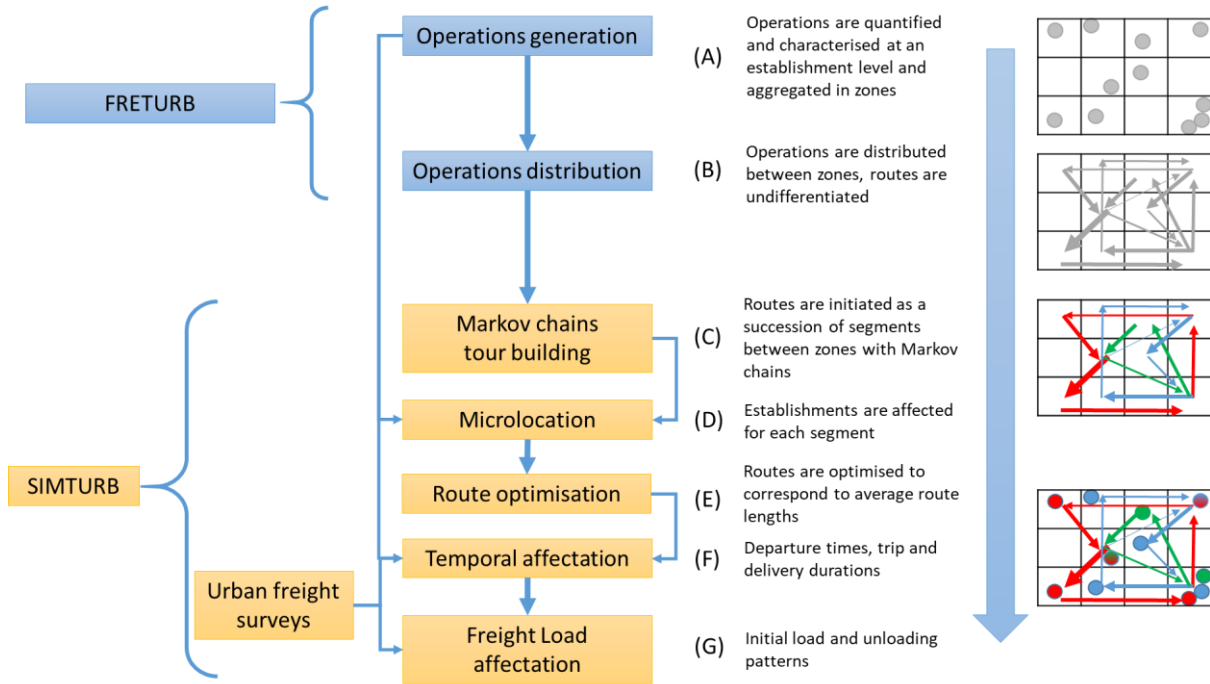 FRETURB
Operations generation
(A)
Operations are quantified
and characterised at an
establishment level and
aggregated in zones
Operations distribution
(B)
Operations are distributed
between zones, routes are
undifferentiated
SIMTURB
Markov chains
tour building
(C)
Routes are initiated as a
succession of segments
between zones with Markov
chains
Microlocation
(D)
Establishments are affected
for each segment
Route optimisation
(E)
Routes are optimised to
correspond to average route
lengths
Temporal affectation
(F)
Departure times, trip and
delivery durations
Urban freight
surveys
Freight Load
affectation
(G)
Initial load and unloading
patterns